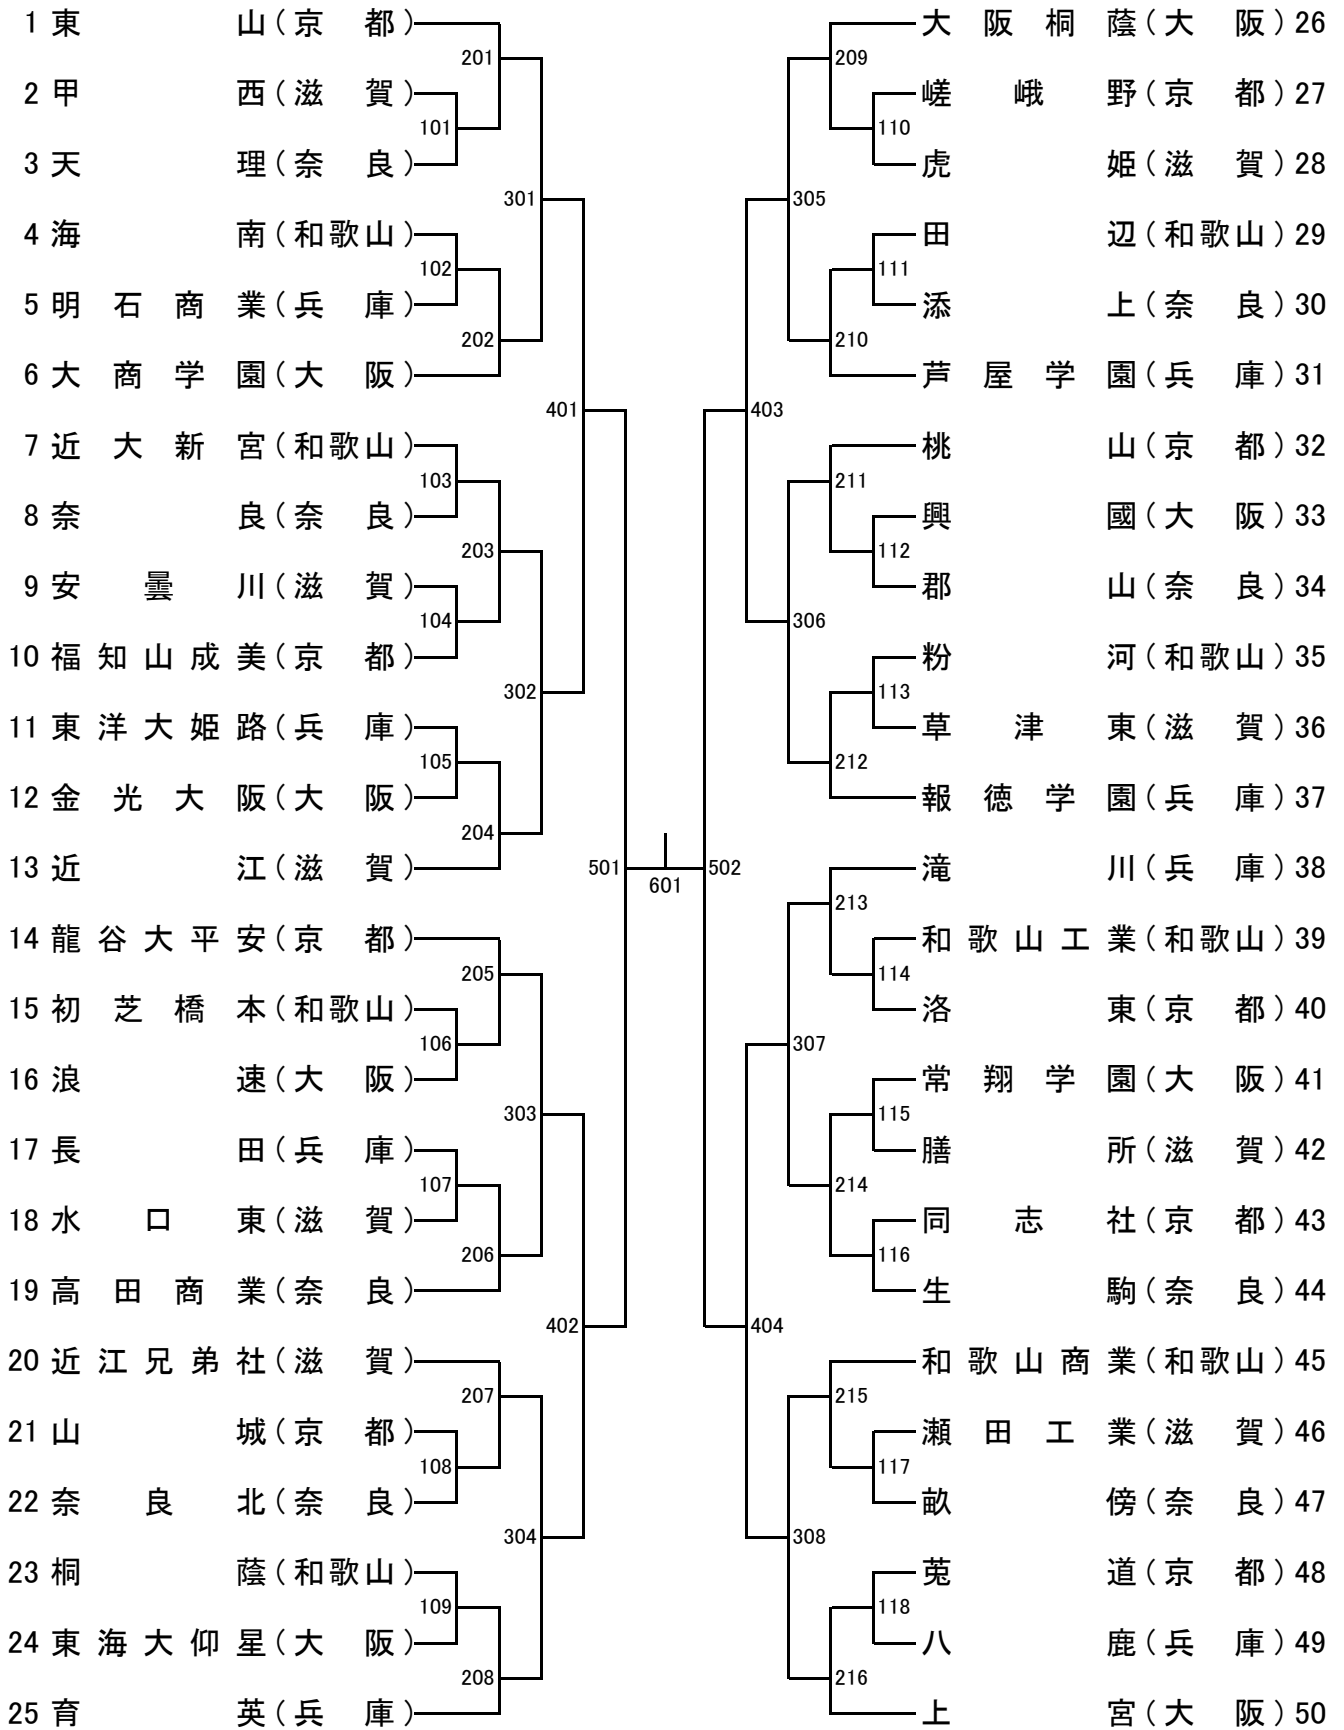 1 東山(京都)
201
2 甲西(滋賀)
101
3 天理(奈良)
301
4 海南(和歌山)
102
5 明石商業(兵庫)
202
6 大商学園(大阪)
401
7 近大新宮(和歌山)
103
8 奈良(奈良)
203
9 安曇川(滋賀)
104
10 福知山成美(京都)
302
11 東洋大姫路(兵庫)
105
12 金光大阪(大阪)
204
13 近江(滋賀)
501
601
14 龍谷大平安(京都)
205
15 初芝橋本(和歌山)
106
16 浪速(大阪)
303
17 長田(兵庫)
107
18 水口東(滋賀)
206
19 高田商業(奈良)
402
20 近江兄弟社(滋賀)
207
21 山城(京都)
108
22 奈良北(奈良)
304
23 桐蔭(和歌山)
109
24 東海大仰星(大阪)
208
25 育英(兵庫)
大阪桐蔭(大阪)26
209
嵯峨野(京都)27
110
虎姫(滋賀)28
305
田辺(和歌山)29
111
添上(奈良)30
210
芦屋学園(兵庫)31
403
桃山(京都)32
211
興國(大阪)33
112
郡山(奈良)34
306
粉河(和歌山)35
113
草津東(滋賀)36
212
報徳学園(兵庫)37
502
滝川(兵庫)38
213
和歌山工業(和歌山)39
114
洛東(京都)40
307
常翔学園(大阪)41
115
膳所(滋賀)42
214
同志社(京都)43
116
生駒(奈良)44
404
和歌山商業(和歌山)45
215
瀬田工業(滋賀)46
117
畝傍(奈良)47
308
莵道(京都)48
118
八鹿(兵庫)49
216
上宮(大阪)50